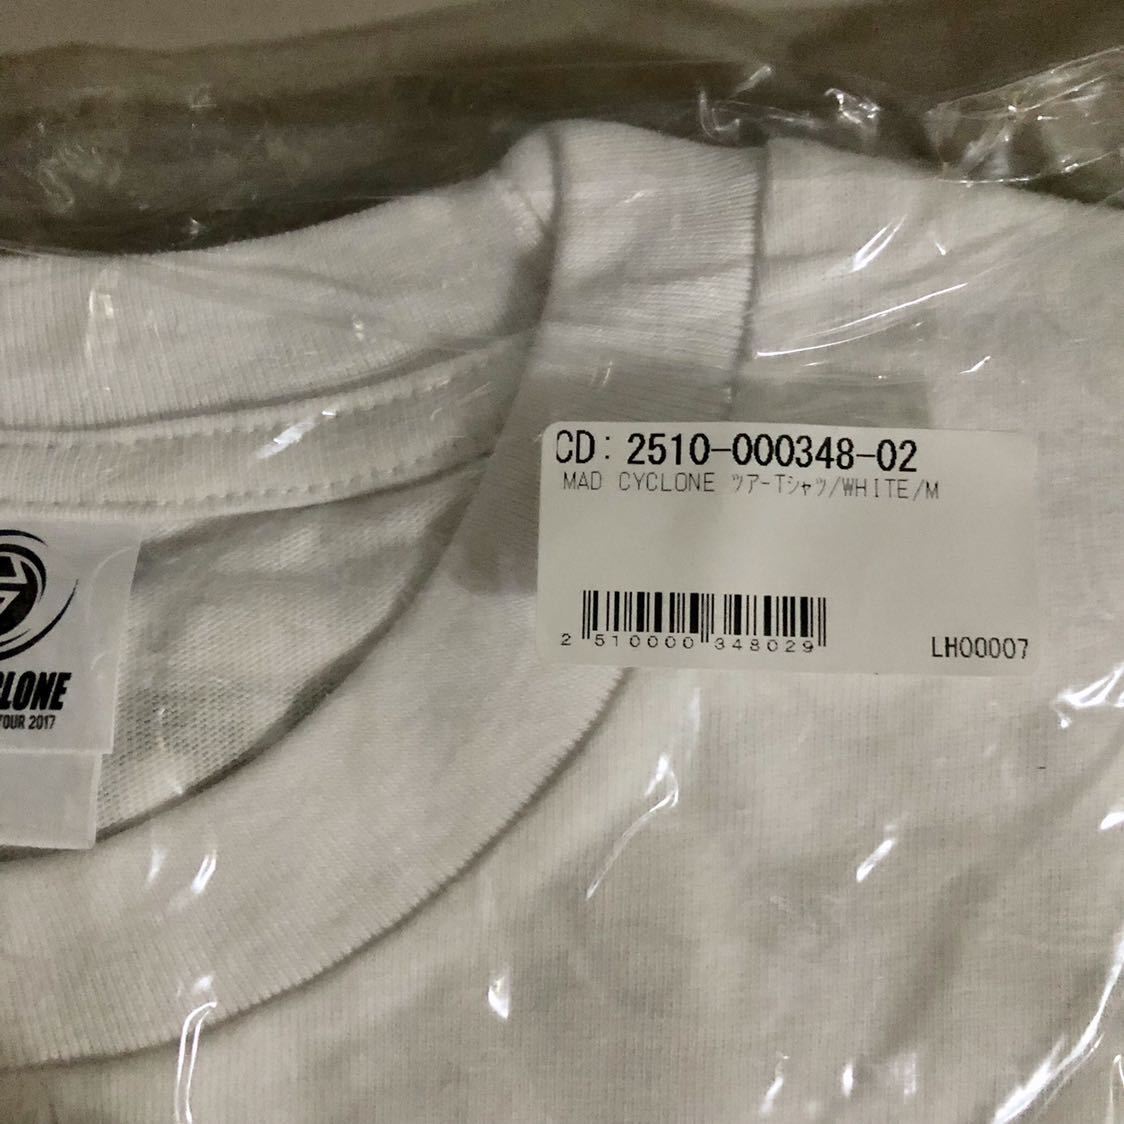 CD: 2510-000348-02
MAD CYCLONE ツアーTシャツ/WHITE/M
2 510000 348029
LH00007
CLONE
TOUR 2017